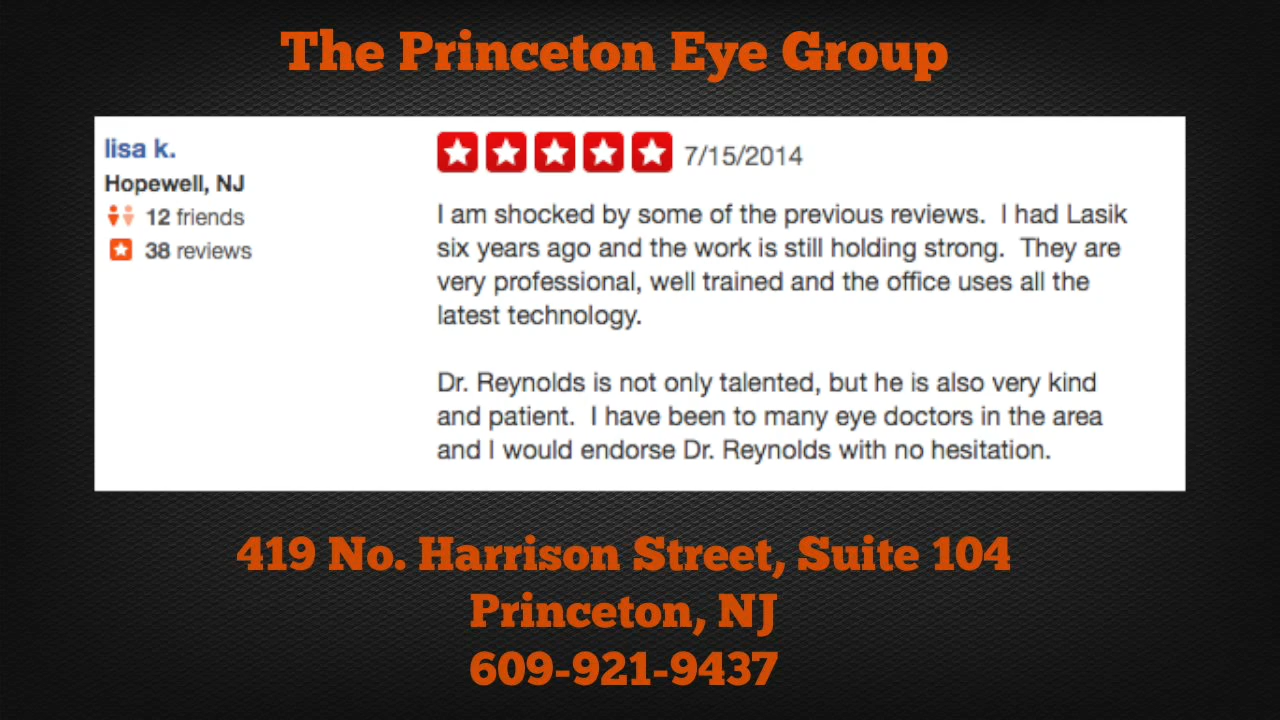 The Princeton Eye Group
lisa k.
Hopewell, NJ
12 friends
38 reviews
7/15/2014
I am shocked by some of the previous reviews.  I had Lasik
six years ago and the work is still holding strong.  They are
very professional, well trained and the office uses all the
latest technology.
Dr. Reynolds is not only talented, but he is also very kind
and patient.  I have been to many eye doctors in the area
and I would endorse Dr. Reynolds with no hesitation.
419 No. Harrison Street, Suite 104
Princeton, NJ
609-921-9437